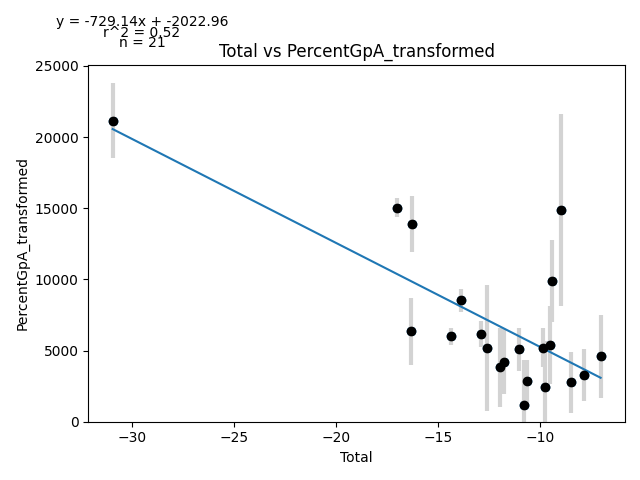 y = -729.14x + -2022.96
r^2 = 0.52
n = 21
Total vs PercentGpA_transformed
25000
20000
15000
10000
5000
0
PercentGpA_transformed
−30
−25
−20
−15
−10
Total